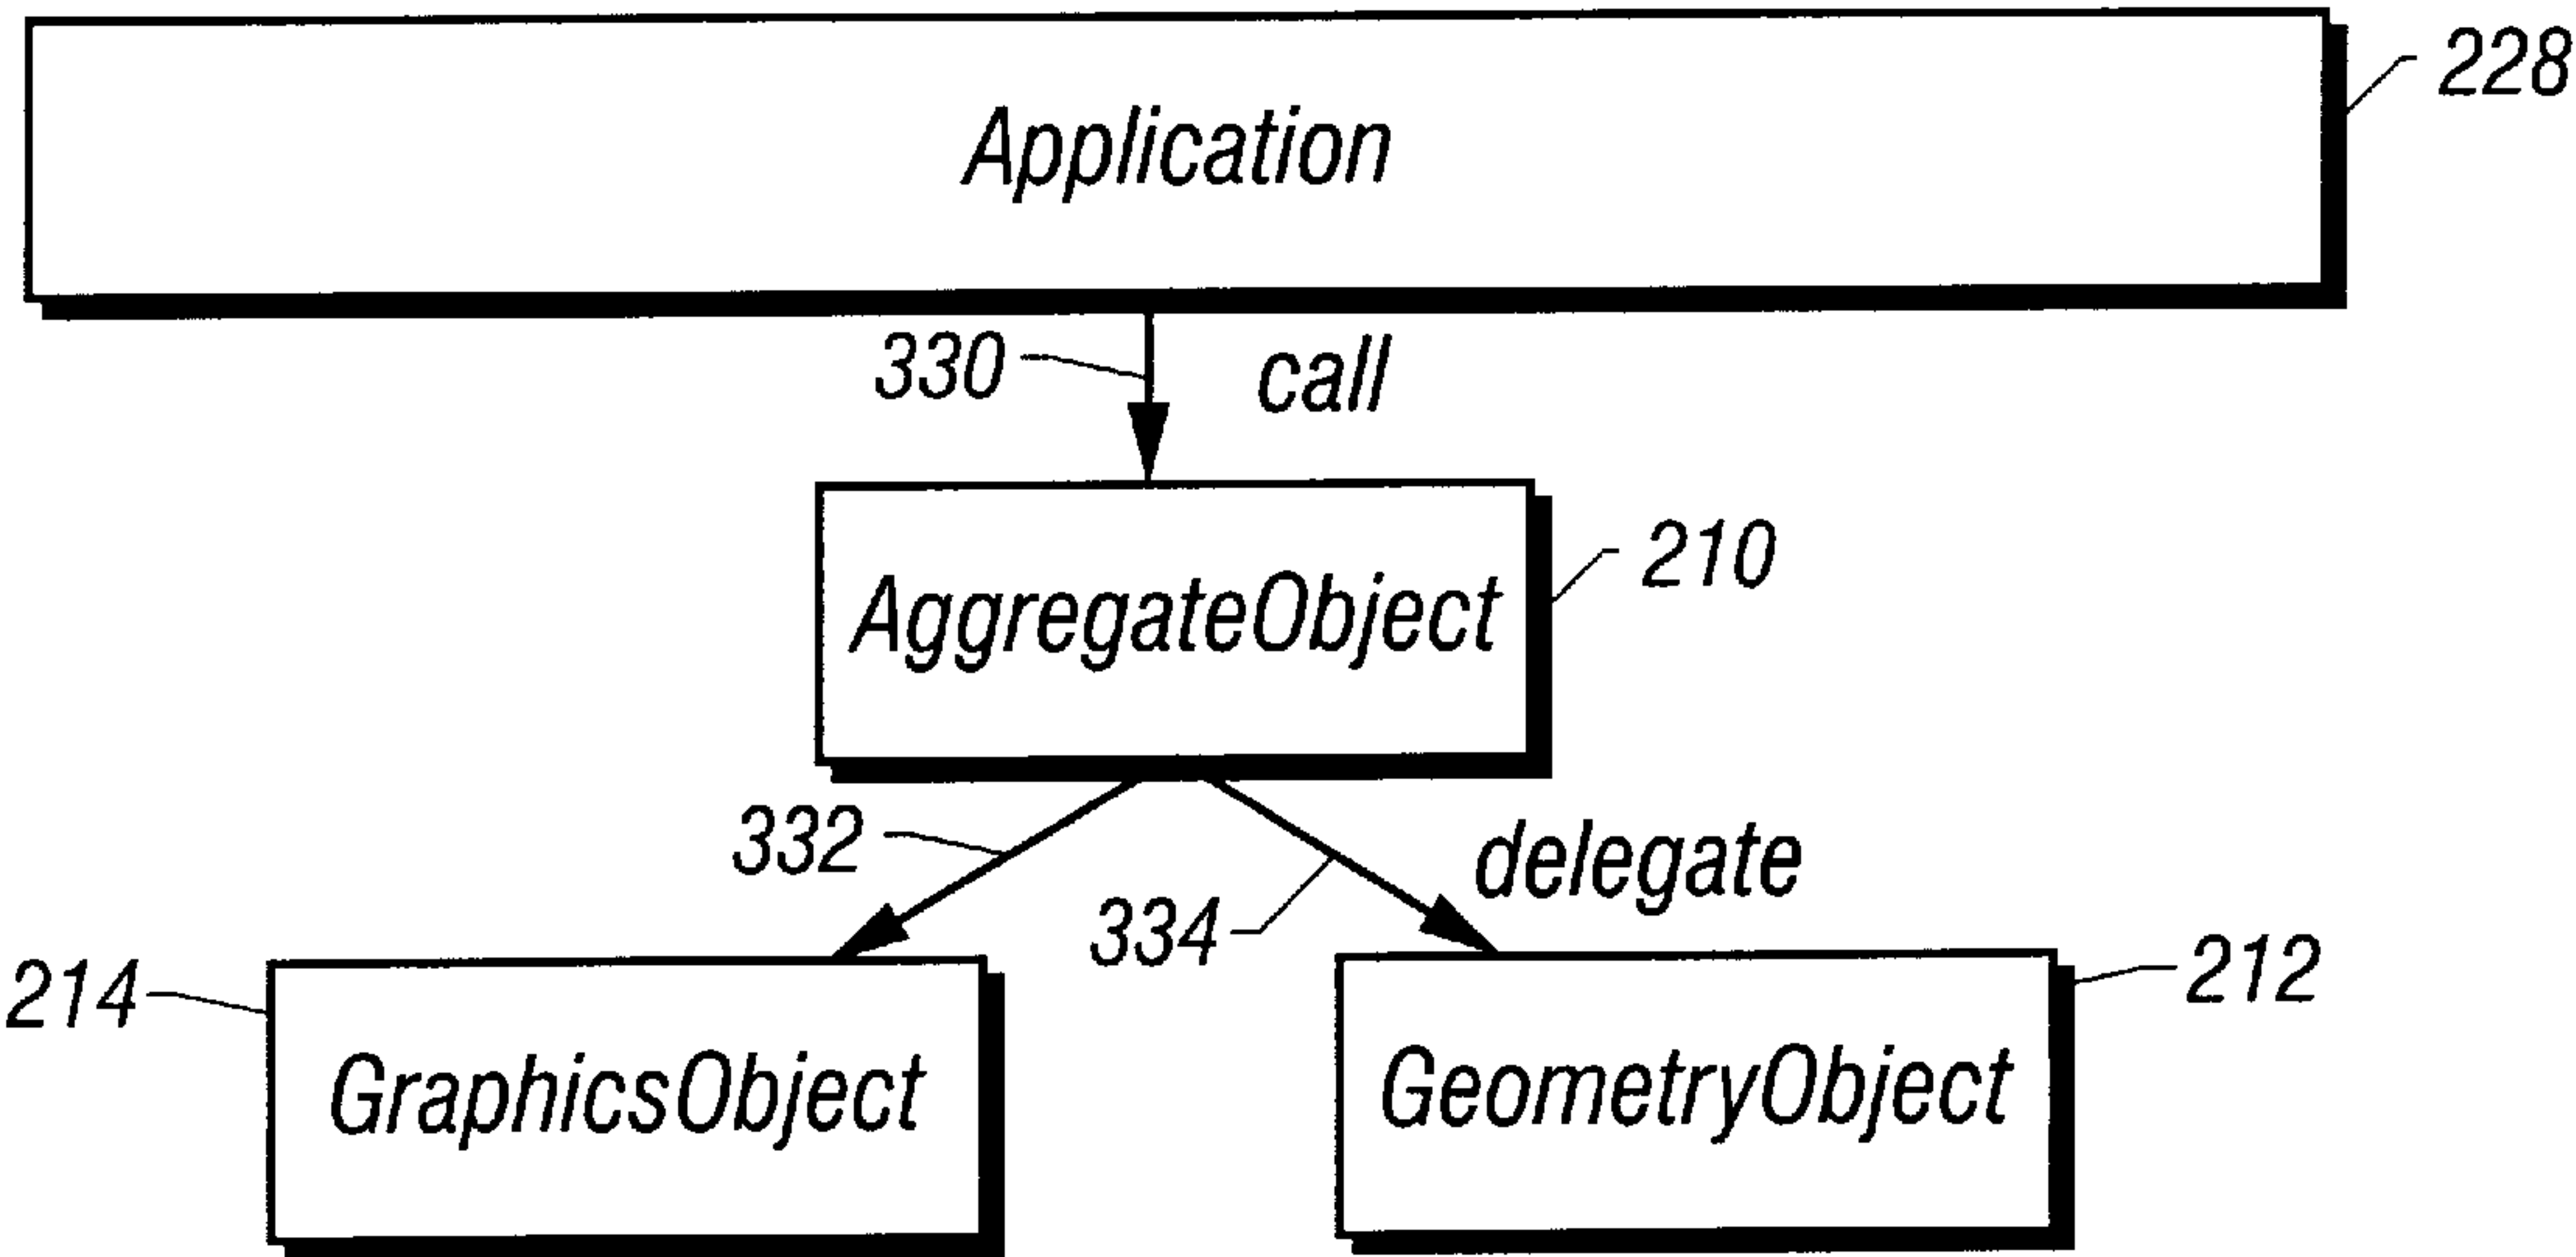 228
Application
330
call
210
AggregateObject
332
delegate
334
214
212
GraphicsObject
GeometryObject